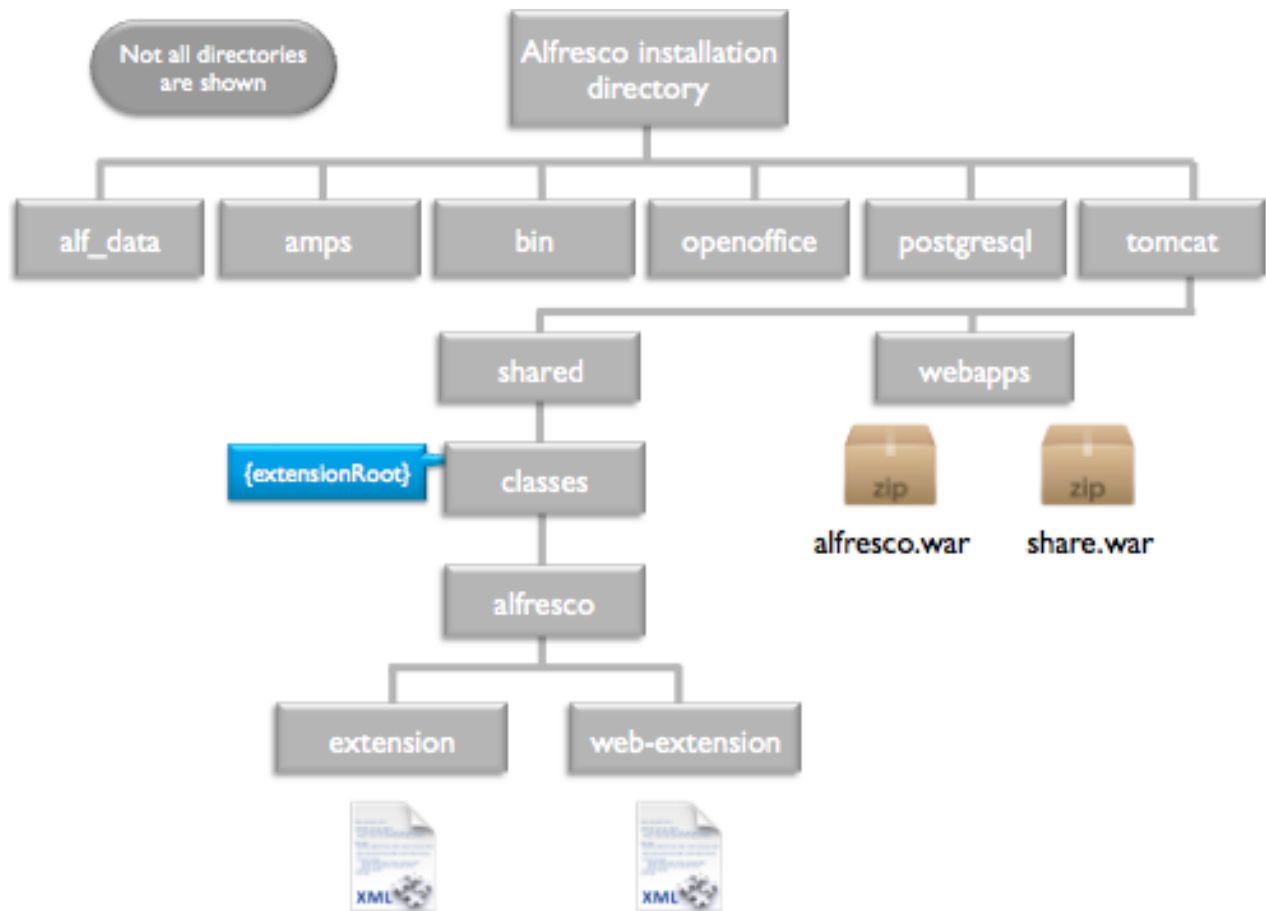 Not all directories
are shown
Alfresco installation
directory
alf_data
amps
bin
openoffice
postgresql
tomcat
shared
webapps
{extensionRoot}
classes
zip
zip
alfresco.war
share.war
alfresco
extension
web-extension
XML
XML